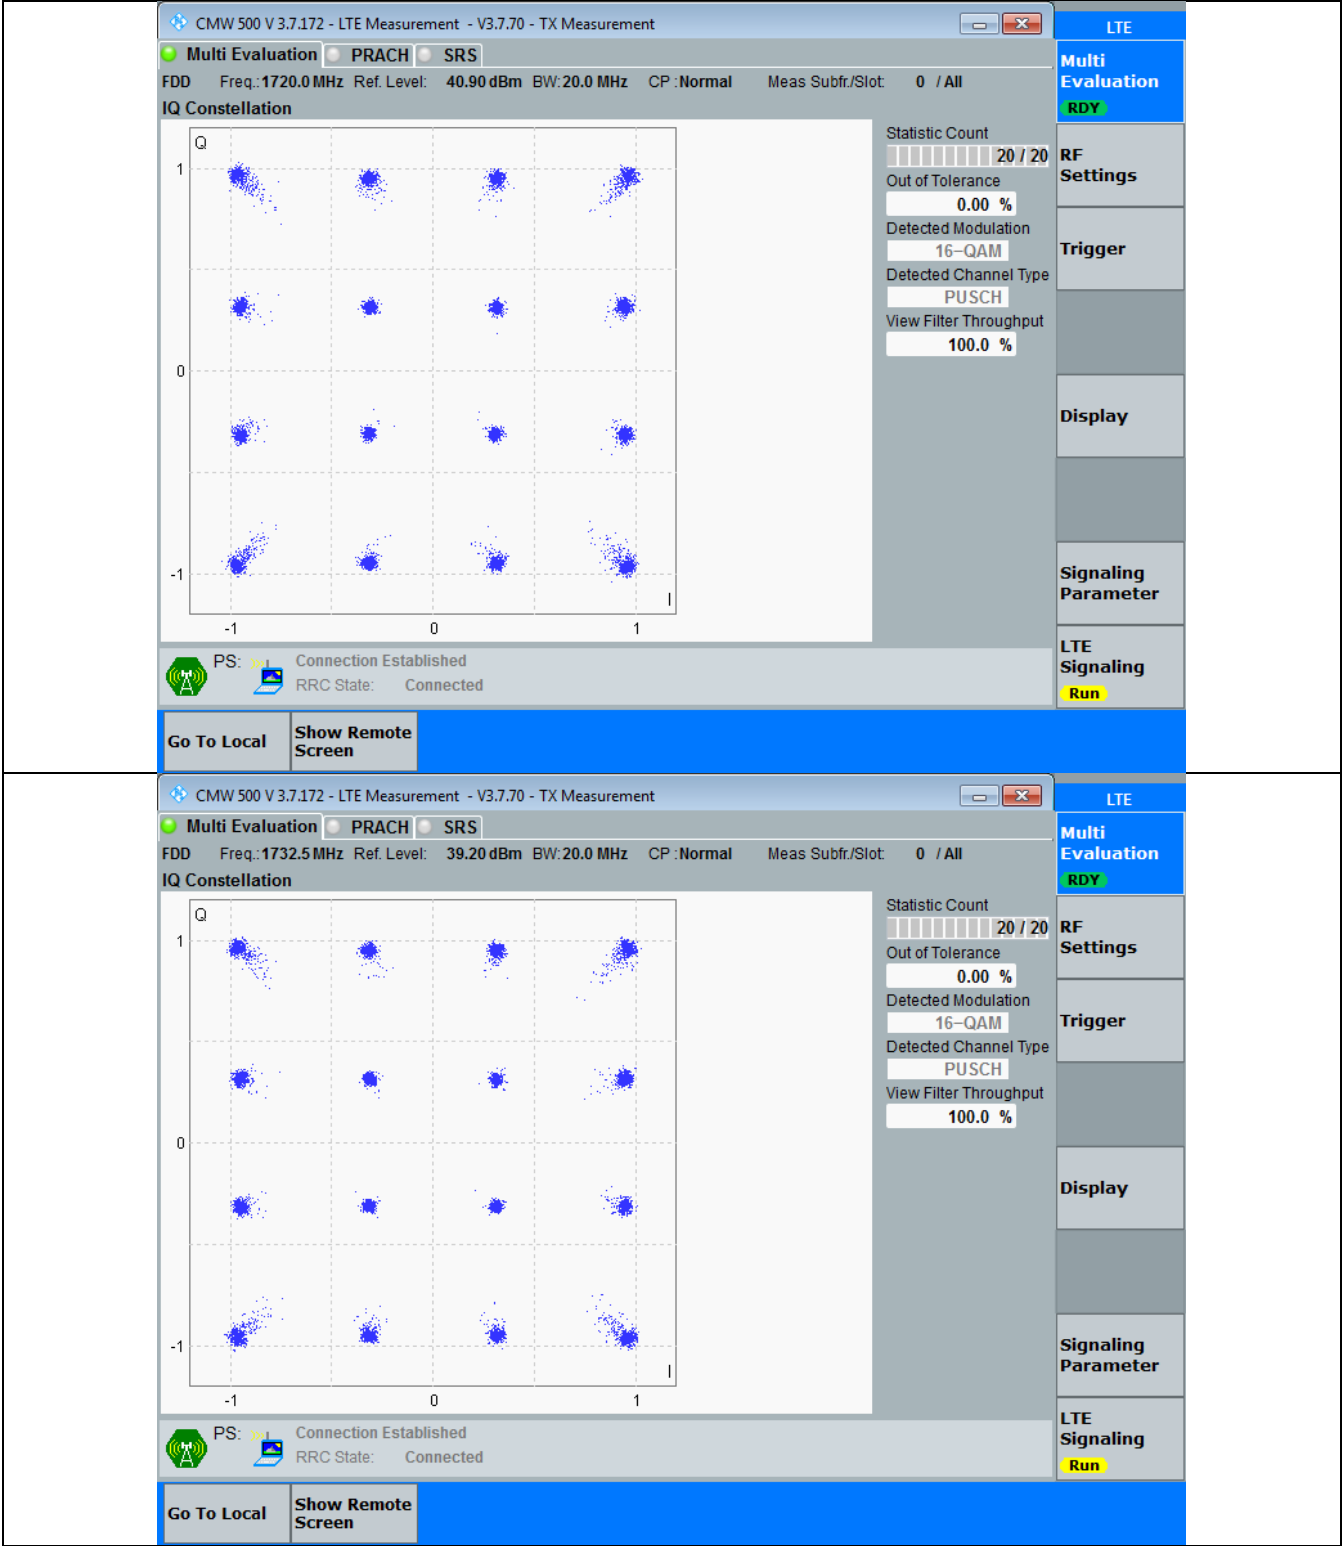 CMW 500 V 3.7.172 - LTE Measurement - V3.7.70 - TX Measurement
LTE
Multi Evaluation PRACH SRS
Multi
Evaluation
RDY
FDD Freq.:1720.0 MHz Ref. Level: 40.90 dBm BW:20.0 MHz CP :Normal Meas Subfr./Slot: 0 / All
IQ Constellation
Q
1
0
-1
I
-1 0 1
Statistic Count
20 / 20
Out of Tolerance
0.00 %
Detected Modulation
16-QAM
Detected Channel Type
PUSCH
View Filter Throughput
100.0 %
RF
Settings
Trigger
Display
Signaling
Parameter
LTE
Signaling
Run
PS: Connection Established
RRC State: Connected
Go To Local
Show Remote
Screen
CMW 500 V 3.7.172 - LTE Measurement - V3.7.70 - TX Measurement
LTE
Multi Evaluation PRACH SRS
Multi
Evaluation
RDY
FDD Freq.:1732.5 MHz Ref. Level: 39.20 dBm BW:20.0 MHz CP :Normal Meas Subfr./Slot: 0 / All
IQ Constellation
Q
1
0
-1
I
-1 0 1
Statistic Count
20 / 20
Out of Tolerance
0.00 %
Detected Modulation
16-QAM
Detected Channel Type
PUSCH
View Filter Throughput
100.0 %
RF
Settings
Trigger
Display
Signaling
Parameter
LTE
Signaling
Run
PS: Connection Established
RRC State: Connected
Go To Local
Show Remote
Screen